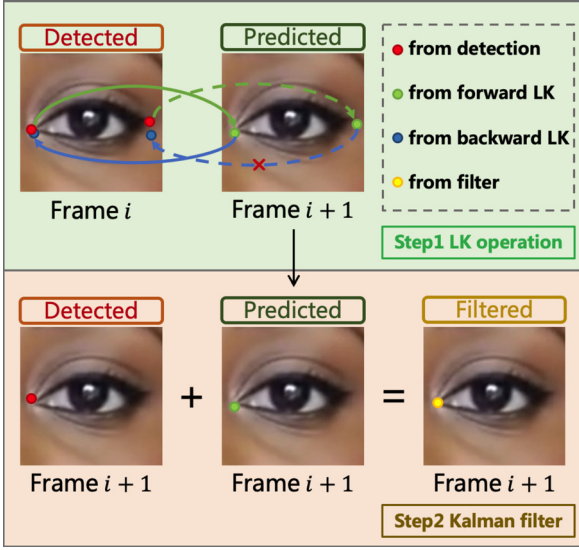 Detected
Predicted
from detection
from forward LK
from backward LK
from filter
Frame i
Frame i + 1
Step1 LK operation
Detected
Predicted
Filtered
+
=
Frame i + 1
Frame i + 1
Frame i + 1
Step2 Kalman filter